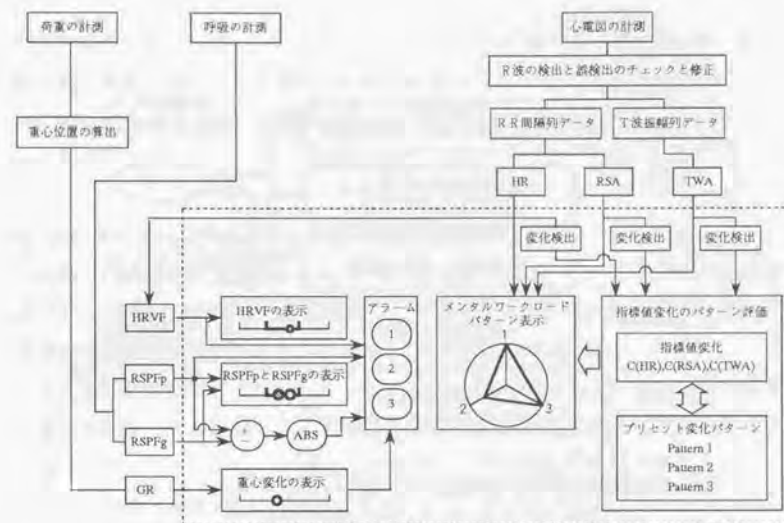 荷重の計測
呼吸の計測
心電図の計測
R波の検出と誤検出のチェックと修正
重心位置の算出
RR間隔列データ
T波振幅列データ
HR
RSA
TWA
変化検出
変化検出
変化検出
HRVF
HRVFの表示
アラーム
1
2
3
メンタルワークロード
パターン表示
1
2
3
指標値変化のパターン評価
指標値変化
C(HR),C(RSA),C(TWA)
プリセット変化パターン
Pattern 1
Pattern 2
Pattern 3
RSPFp
RSPFpとRSPFgの表示
RSPFg
+
−
ABS
GR
重心変化の表示